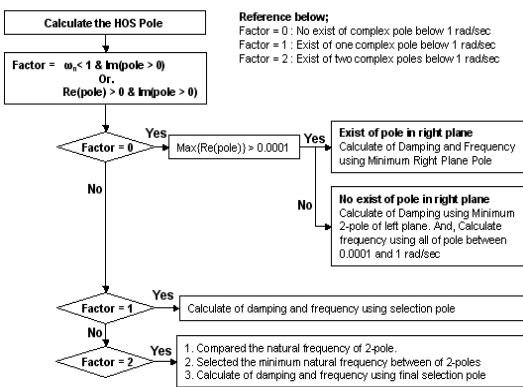 Calculate the HOS Pole
Reference below;
Factor = 0 : No exist of complex pole below 1 rad/sec
Factor = 1 : Exist of one complex pole below 1 rad/sec
Factor = 2 : Exist of two complex poles below 1 rad/sec
Factor = ωn< 1 & Im(pole > 0)
Or.
Re(pole) > 0 & Im(pole > 0)
Factor = 0
Yes
Max{Re(pole)} > 0.0001
Yes
Exist of pole in right plane
Calculate of Damping and Frequency
using Minimum Right Plane Pole
No
No
No exist of pole in right plane
Calculate of Damping using Minimum
2-pole of left plane. And, Calculate
frequency using all of pole between
0.0001 and 1 rad/sec
Factor = 1
Yes
Calculate of damping and frequency using selection pole
No
Factor = 2
Yes
1. Compared the natural frequency of 2-pole.
2. Selected the minimum natural frequency between of 2-poles
3. Calculate of damping and frequency using final selection pole